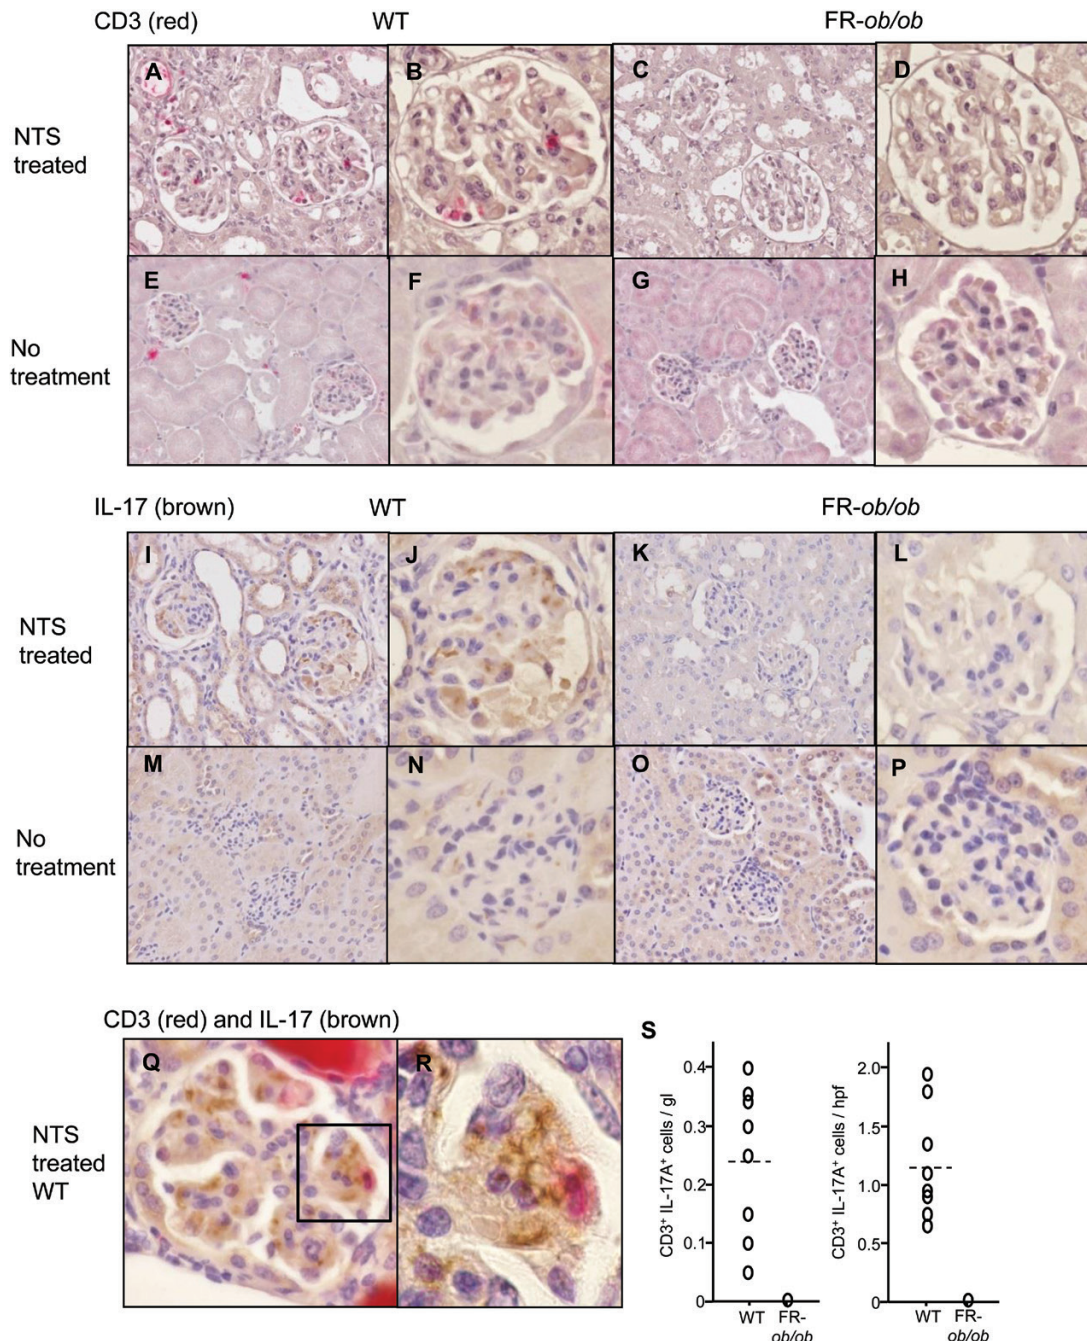 CD3 (red) WT FR-ob/ob
A B C D
NTS
treated
E F G H
No
treatment
IL-17 (brown) WT FR-ob/ob
I J K L
NTS
treated
M N O P
No
treatment
CD3 (red) and IL-17 (brown)
Q R
NTS
treated
WT
S
0.4
0.3
0.2
0.1
0
CD3⁺ IL-17A⁺ cells / gl
WT FR-
ob/ob
2.0
1.5
1.0
0.5
0
CD3⁺ IL-17A⁺ cells / hpf
WT FR-
ob/ob